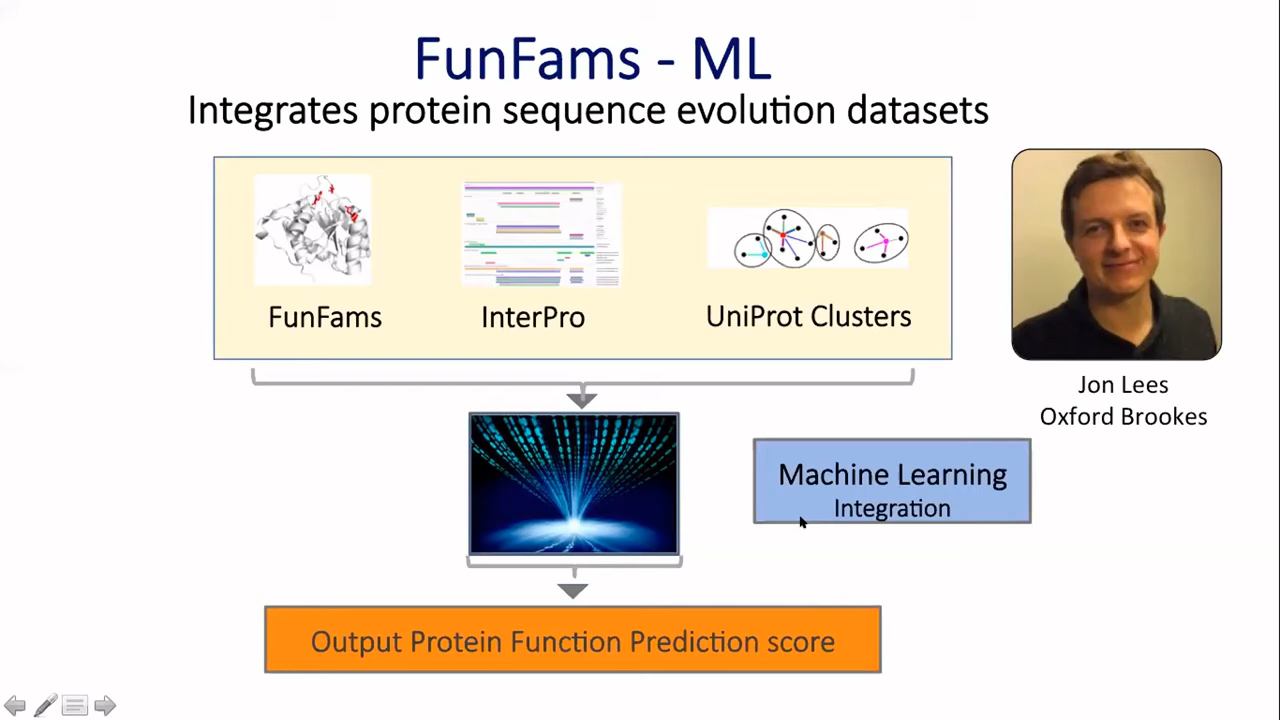 FunFams - ML
Integrates protein sequence evolution datasets
FunFams
InterPro
UniProt Clusters
Jon Lees
Oxford Brookes
Machine Learning
Integration
Output Protein Function Prediction score